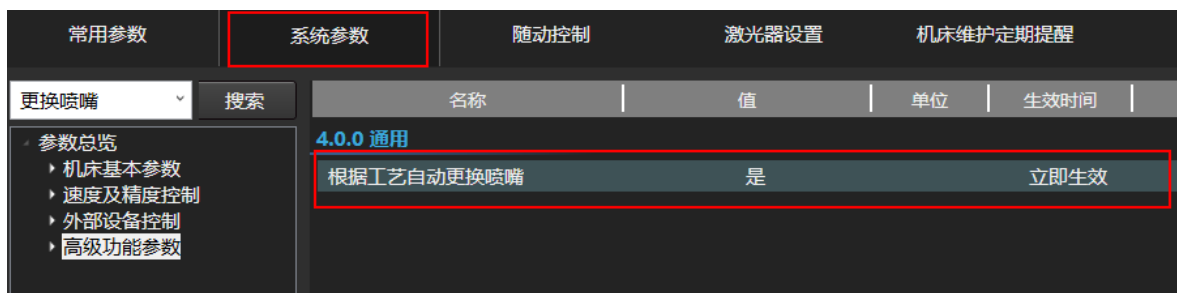 常用参数 系统参数 随动控制 激光器设置 机床维护定期提醒
更换喷嘴 搜索 名称 值 单位 生效时间
参数总览 4.0.0 通用
机床基本参数 根据工艺自动更换喷嘴 是 立即生效
速度及精度控制
外部设备控制
高级功能参数